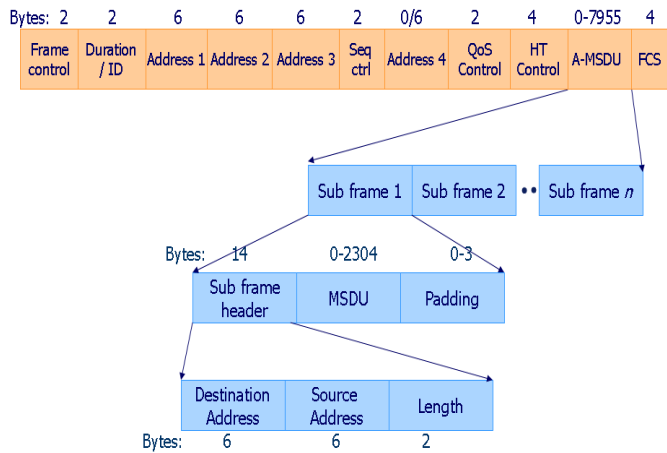 Bytes: 2 2 6 6 6 2 0/6 2 4 0-7955 4
Frame control
Duration / ID
Address 1
Address 2
Address 3
Seq ctrl
Address 4
QoS Control
HT Control
A-MSDU
FCS
Sub frame 1
Sub frame 2
••
Sub frame n
Bytes: 14 0-2304 0-3
Sub frame header
MSDU
Padding
Destination Address
Source Address
Length
Bytes: 6 6 2